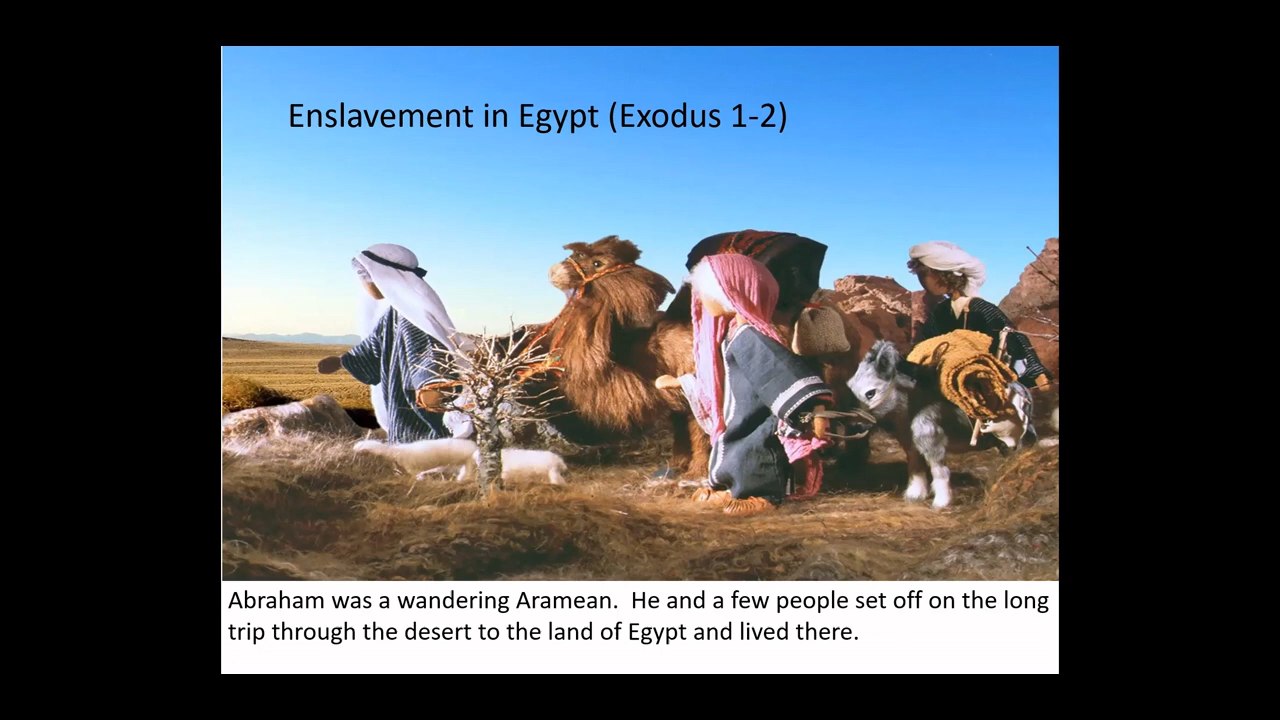 Enslavement in Egypt (Exodus 1-2)
Abraham was a wandering Aramean.  He and a few people set off on the long
trip through the desert to the land of Egypt and lived there.